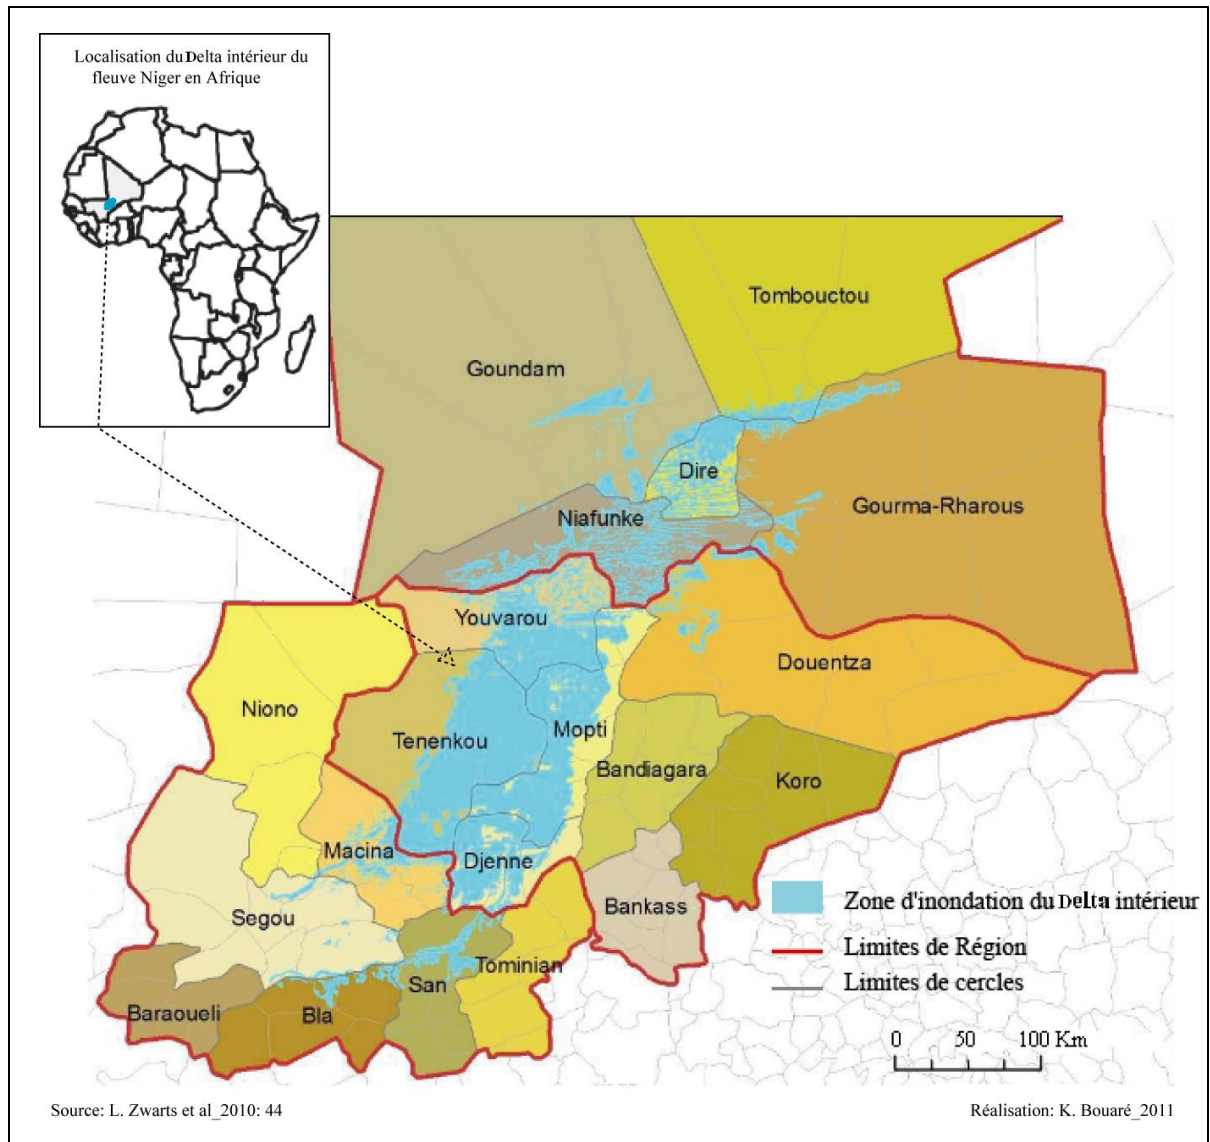 Localisation du Delta intérieur du
fleuve Niger en Afrique
Tombouctou
Goundam
Dire
Gourma-Rharous
Niafunke
Youvarou
Douentza
Niono
Mopti
Tenenkou
Bandiagara
Koro
Macina
Djenne
Zone d'inondation du Delta intérieur
Bankass
Segou
Limites de Région
Tominian
San
Limites de cercles
Baraoueli
Bla
0 50 100 Km
Source: L. Zwarts et al_2010: 44
Réalisation: K. Bouaré_2011